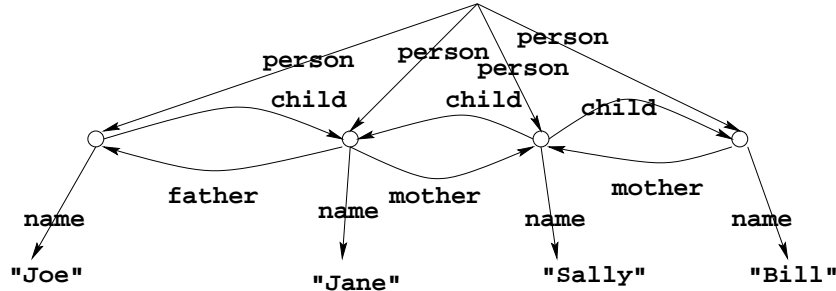 person
person
person
person
child
child
child
father
mother
mother
name
name
name
name
"Joe"
"Jane"
"Sally"
"Bill"